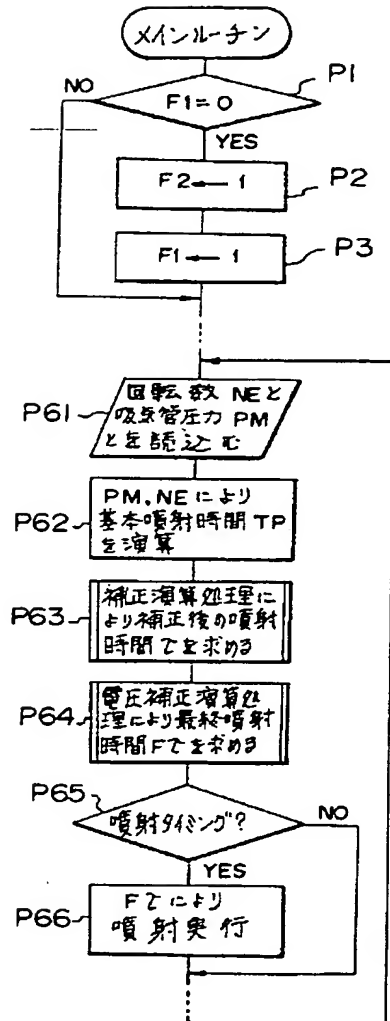 メインルーチン
P1
NO
F1=0
YES
F2← 1
P2
F1← 1
P3
P61
回転数 NEと
吸気管圧力 PM
とを読込む
P62
PM, NEにより
基本噴射時間 TP
を演算
P63
補正演算処理に
より補正後の噴射
時間τを求める
P64
電圧補正演算処
理により最終噴射
時間Fτを求める
P65
噴射タイミング?
NO
YES
P66
Fτにより
噴射実行